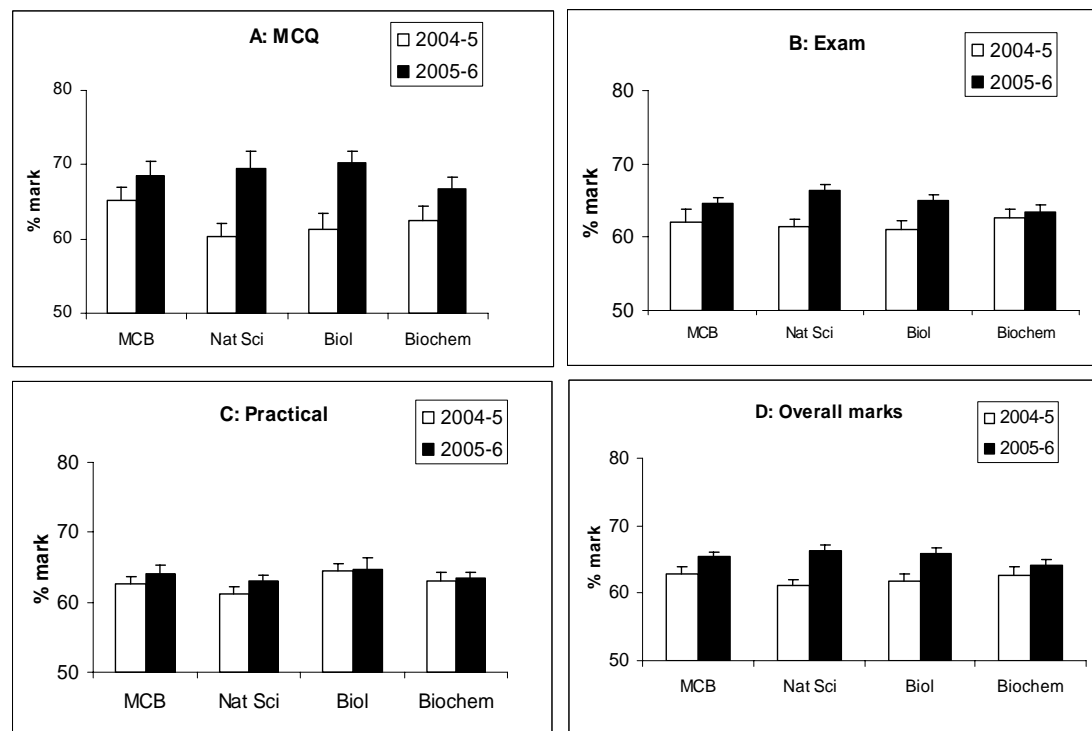 A: MCQ
2004-5
2005-6
% mark
80
70
60
50
MCB Nat Sci Biol Biochem
B: Exam
2004-5
2005-6
% mark
80
70
60
50
MCB Nat Sci Biol Biochem
C: Practical
2004-5
2005-6
% mark
80
70
60
50
MCB Nat Sci Biol Biochem
D: Overall marks
2004-5
2005-6
% mark
80
70
60
50
MCB Nat Sci Biol Biochem